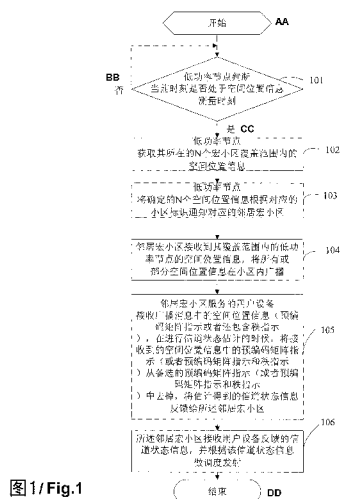 开始 AA
BB
否
低功率节点判断
当前时刻是否处于空间位置信息
测量时刻
101
是 CC
低功率节点
获取其所在的N个宏小区覆盖范围内的
空间位置信息
102
低功率节点
将确定的N个空间位置信息根据对应的
小区标识通知对应的邻居宏小区
103
邻居宏小区接收到其覆盖范围内的低功
率节点的空间位置信息，将所有或
部分空间位置信息在小区内广播
104
邻居宏小区服务的用户设备
接收广播消息中的空间位置信息（预编
码矩阵指示或者还包含秩指示
），在进行信道状态估计的时候，将接
收到的空间位置信息中的预编码矩阵指
示（或者预编码矩阵指示和秩指示
）从备选的预编码矩阵指示（或者预编
码矩阵指示和秩指示
）中去掉，将估计得到的信道状态信息
反馈给所述邻居宏小区
105
所述邻居宏小区接收用户设备反馈的信
道状态信息，并根据该信道状态信息
做调度发射
106
结束 DD
图1/Fig.1